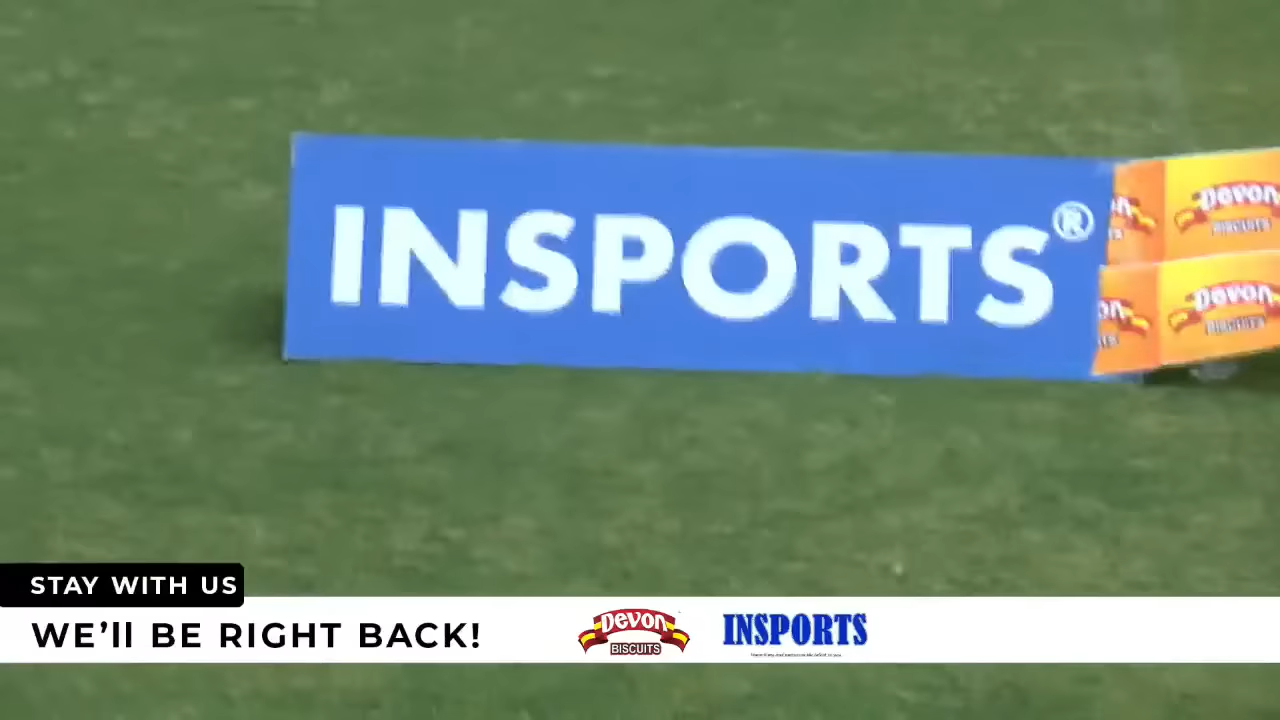 INSPORTS®
Devon
BISCUITS
Devon
BISCUITS
STAY WITH US
WE’ll BE RIGHT BACK!
Devon
BISCUITS
INSPORTS